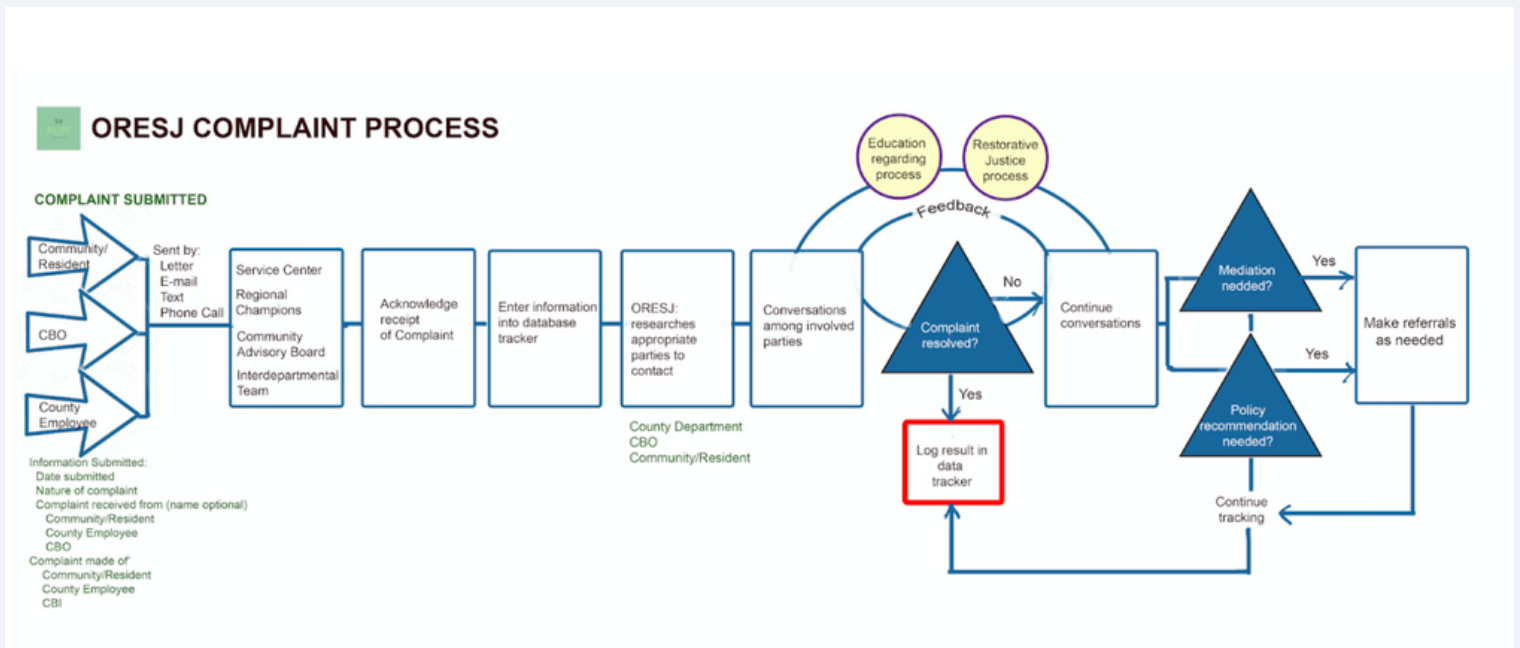 ORESJ COMPLAINT PROCESS
COMPLAINT SUBMITTED
Community/
Resident
CBO
County
Employee
Sent by:
Letter
E-mail
Text
Phone Call
Information Submitted:
Date submitted
Nature of complaint
Complaint received from (name optional)
Community/Resident
County Employee
CBO
Complaint made of'
Community/Resident
County Employee
CBI
Service Center
Regional
Champions
Community
Advisory Board
Interdepartmental
Team
Acknowledge
receipt
of Complaint
Enter information
into database
tracker
ORESJ:
researches
appropriate
parties to
contact
County Department
CBO
Community/Resident
Conversations
among involved
parties
Education
regarding
process
Restorative
Justice
process
Feedback
Complaint
resolved?
No
Yes
Log result in
data
tracker
Continue
conversations
Mediation
nedded?
Yes
Policy
recommendation
needed?
Yes
Make referrals
as needed
Continue
tracking